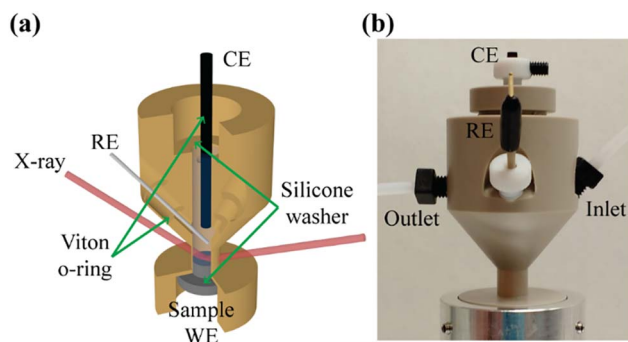 (a)
CE
RE
X-ray
Silicone
washer
Viton
o-ring
Sample
WE
(b)
CE
RE
Outlet
Inlet